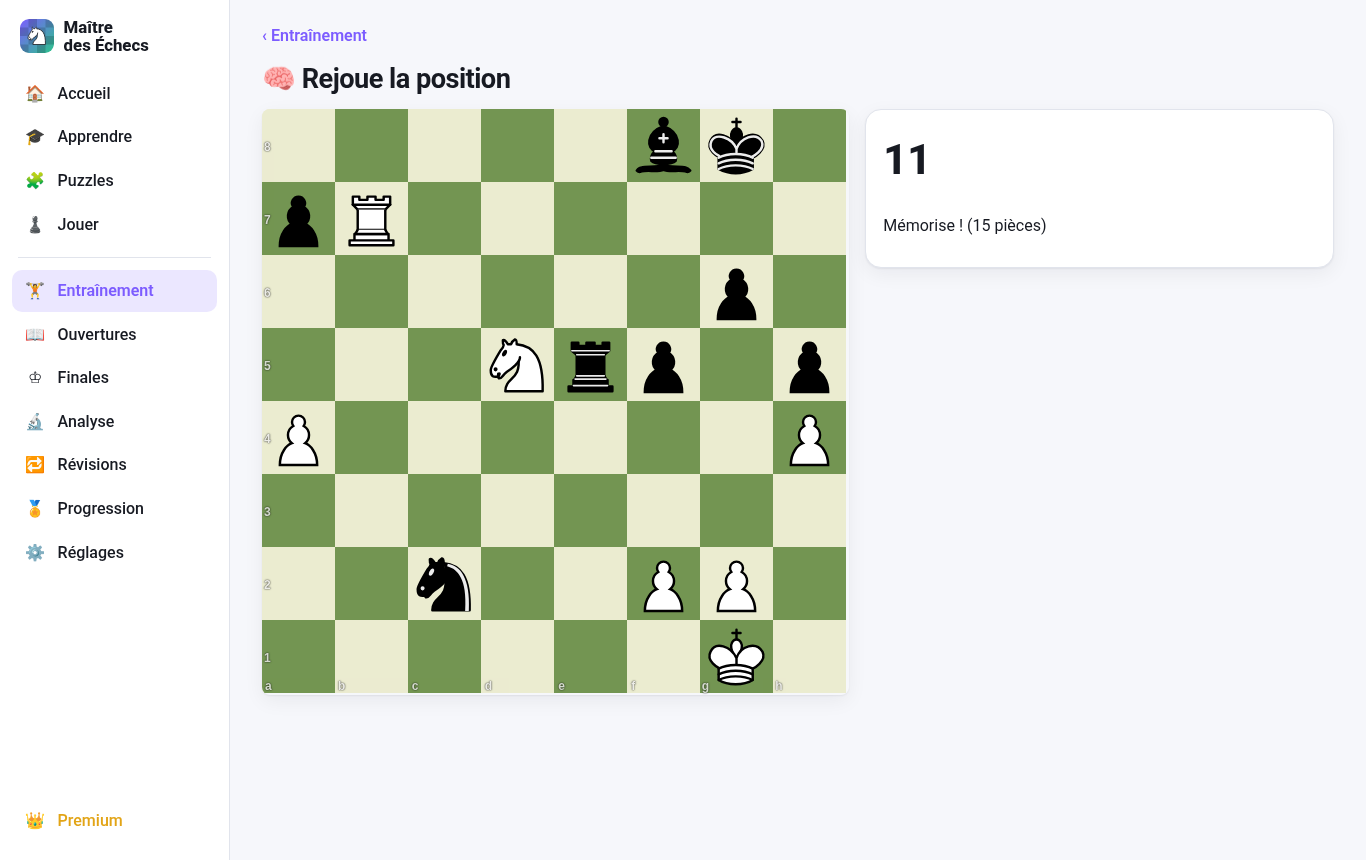 Maître
des Échecs
Accueil
Apprendre
Puzzles
Jouer
Entraînement
Ouvertures
Finales
Analyse
Révisions
Progression
Réglages
Premium
‹ Entraînement
Rejoue la position
8
7
6
5
4
3
2
1
a b c d e f g h
11
Mémorise ! (15 pièces)